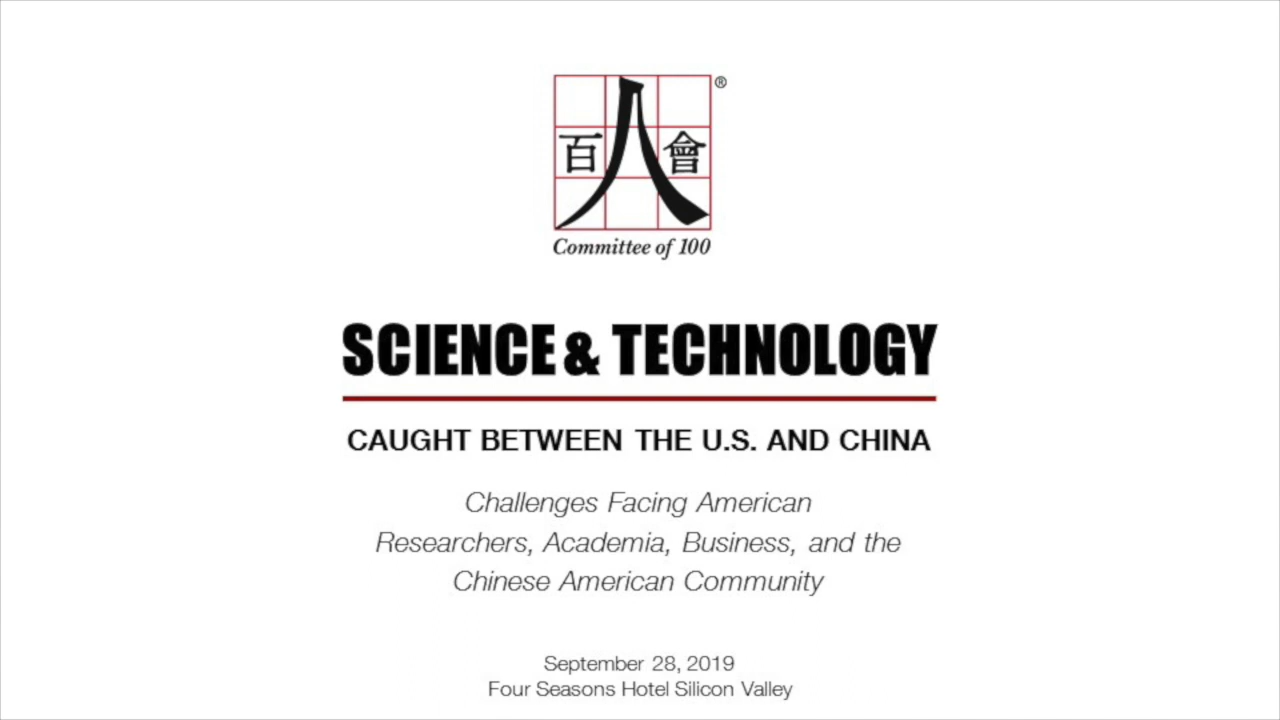 ®
百人會
Committee of 100
SCIENCE & TECHNOLOGY
CAUGHT BETWEEN THE U.S. AND CHINA
Challenges Facing American
Researchers, Academia, Business, and the
Chinese American Community
September 28, 2019
Four Seasons Hotel Silicon Valley